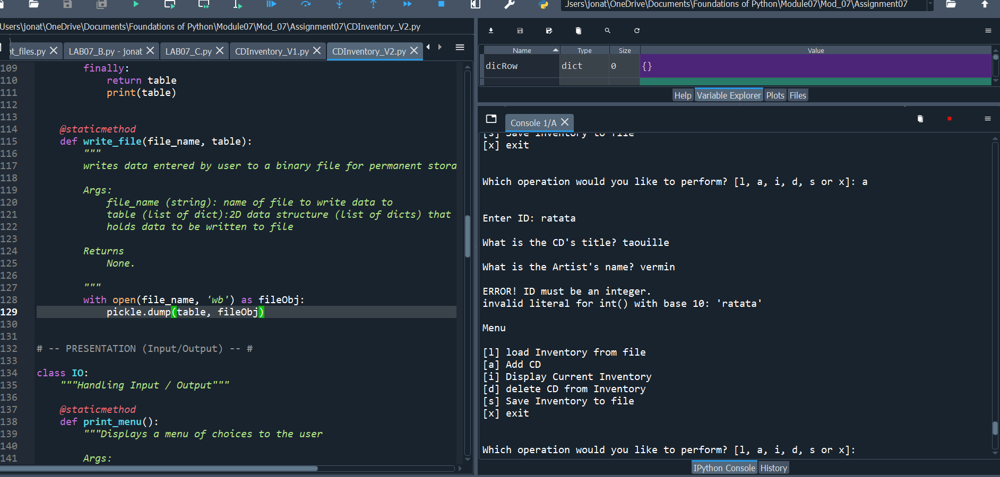 Jsers\jonat\OneDrive\Documents\Foundations of Python\Module07\Mod_07\Assignment07
Users\jonat\OneDrive\Documents\Foundations of Python\Module07\Mod_07\Assignment07\CDInventory_V2.py
t_files.py
LAB07_B.py - jonat
LAB07_C.py
CDInventory_V1.py
CDInventory_V2.py
109 finally:
110 return table
111 print(table)
112
113
114 @staticmethod
115 def write_file(file_name, table):
116 """
117 writes data entered by user to a binary file for permanent stora
118
119 Args:
120 file_name (string): name of file to write data to
121 table (list of dict):2D data structure (list of dicts) that
122 holds data to be written to file
123
124 Returns
125 None.
126
127 """
128 with open(file_name, 'wb') as fileObj:
129 pickle.dump(table, fileObj)
130
131
132 # -- PRESENTATION (Input/Output) -- #
133
134 class IO:
135 """Handling Input / Output"""
136
137 @staticmethod
138 def print_menu():
139 """Displays a menu of choices to the user
140
141 Args:
Name Type Size Value
dicRow dict 0 {}
Help Variable Explorer Plots Files
Console 1/A
[s] Save Inventory to file
[x] exit
Which operation would you like to perform? [l, a, i, d, s or x]: a
Enter ID: ratata
What is the CD's title? taouille
What is the Artist's name? vermin
ERROR! ID must be an integer.
invalid literal for int() with base 10: 'ratata'
Menu
[l] load Inventory from file
[a] Add CD
[i] Display Current Inventory
[d] delete CD from Inventory
[s] Save Inventory to file
[x] exit
Which operation would you like to perform? [l, a, i, d, s or x]:
IPython Console History